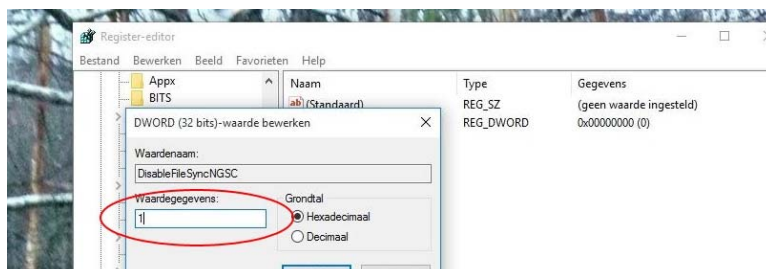 Register-editor
Bestand Bewerken Beeld Favorieten Help
Appx
BITS
Naam Type Gegevens
(Standaard) REG_SZ (geen waarde ingesteld)
REG_DWORD 0x00000000 (0)
DWORD (32 bits)-waarde bewerken
Waardenaam:
DisableFileSyncNGSC
Waardegegevens:
1
Grondtal
Hexadecimaal
Decimaal